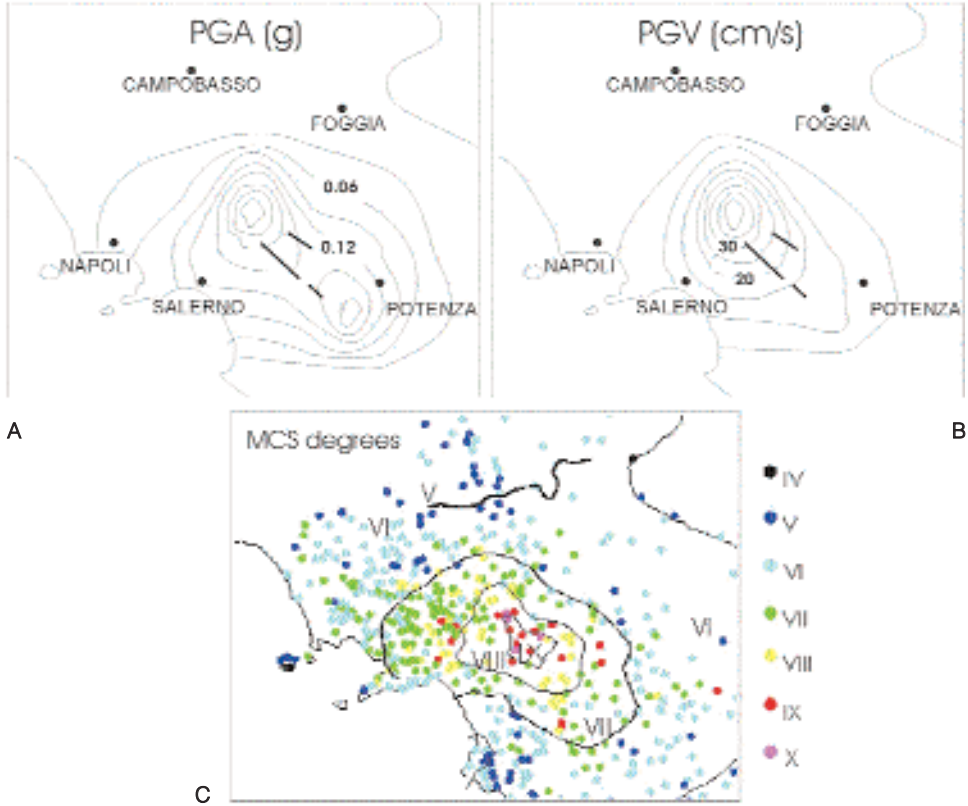 PGA (g)
CAMPOBASSO
FOGGIA
0.06
0.12
NAPOLI
SALERNO
POTENZA
A
PGV (cm/s)
CAMPOBASSO
FOGGIA
30
20
NAPOLI
SALERNO
POTENZA
B
MCS degrees
V
VI
VI
VIII
VII
IV
V
VI
VII
VIII
IX
X
C